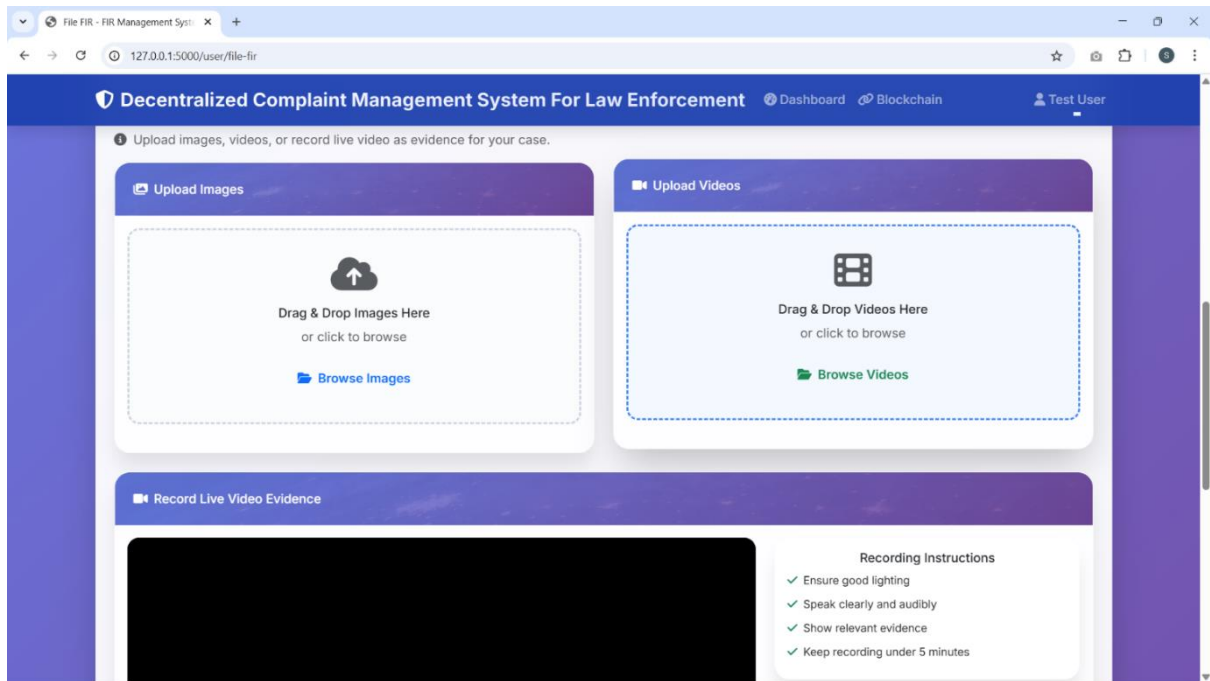 File FIR - FIR Management Syst
127.0.0.1:5000/user/file-fir
S
Decentralized Complaint Management System For Law Enforcement
Dashboard
Blockchain
Test User
Upload images, videos, or record live video as evidence for your case.
Upload Images
Drag & Drop Images Here
or click to browse
Browse Images
Upload Videos
Drag & Drop Videos Here
or click to browse
Browse Videos
Record Live Video Evidence
Recording Instructions
Ensure good lighting
Speak clearly and audibly
Show relevant evidence
Keep recording under 5 minutes